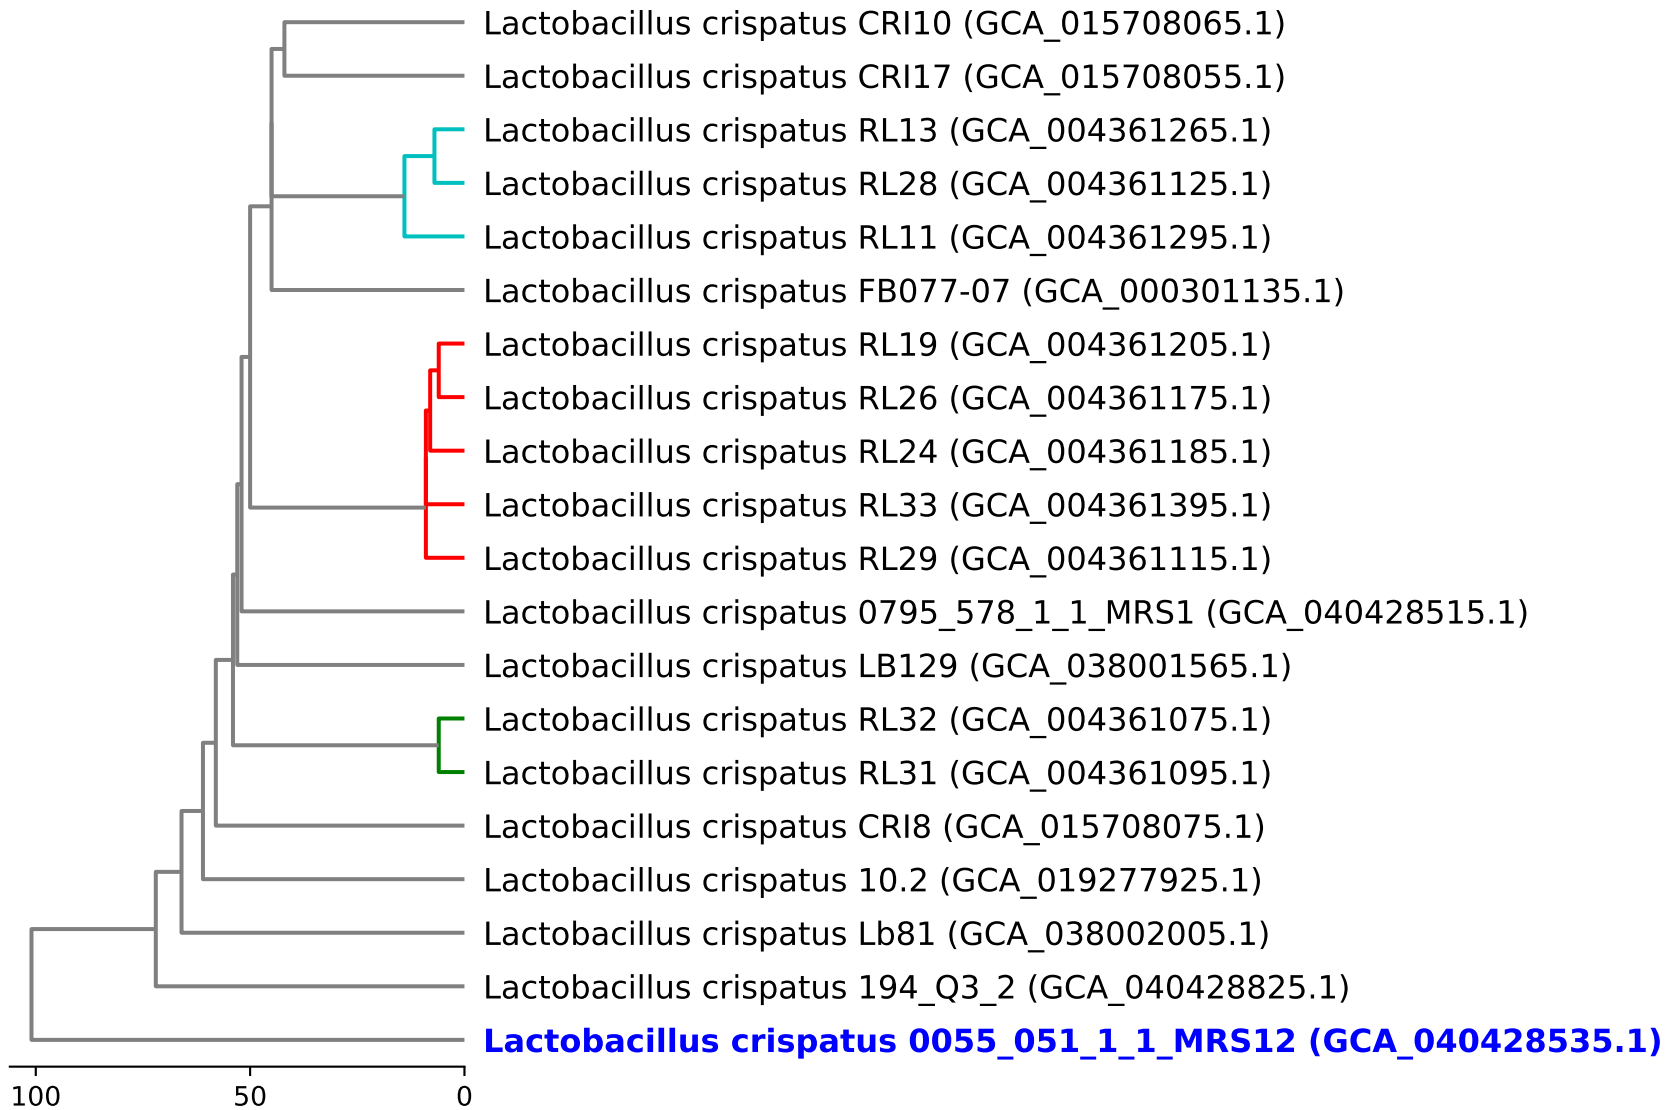 Lactobacillus crispatus CRI10 (GCA_015708065.1)
Lactobacillus crispatus CRI17 (GCA_015708055.1)
Lactobacillus crispatus RL13 (GCA_004361265.1)
Lactobacillus crispatus RL28 (GCA_004361125.1)
Lactobacillus crispatus RL11 (GCA_004361295.1)
Lactobacillus crispatus FB077-07 (GCA_000301135.1)
Lactobacillus crispatus RL19 (GCA_004361205.1)
Lactobacillus crispatus RL26 (GCA_004361175.1)
Lactobacillus crispatus RL24 (GCA_004361185.1)
Lactobacillus crispatus RL33 (GCA_004361395.1)
Lactobacillus crispatus RL29 (GCA_004361115.1)
Lactobacillus crispatus 0795_578_1_1_MRS1 (GCA_040428515.1)
Lactobacillus crispatus LB129 (GCA_038001565.1)
Lactobacillus crispatus RL32 (GCA_004361075.1)
Lactobacillus crispatus RL31 (GCA_004361095.1)
Lactobacillus crispatus CRI8 (GCA_015708075.1)
Lactobacillus crispatus 10.2 (GCA_019277925.1)
Lactobacillus crispatus Lb81 (GCA_038002005.1)
Lactobacillus crispatus 194_Q3_2 (GCA_040428825.1)
Lactobacillus crispatus 0055_051_1_1_MRS12 (GCA_040428535.1)
100 50 0